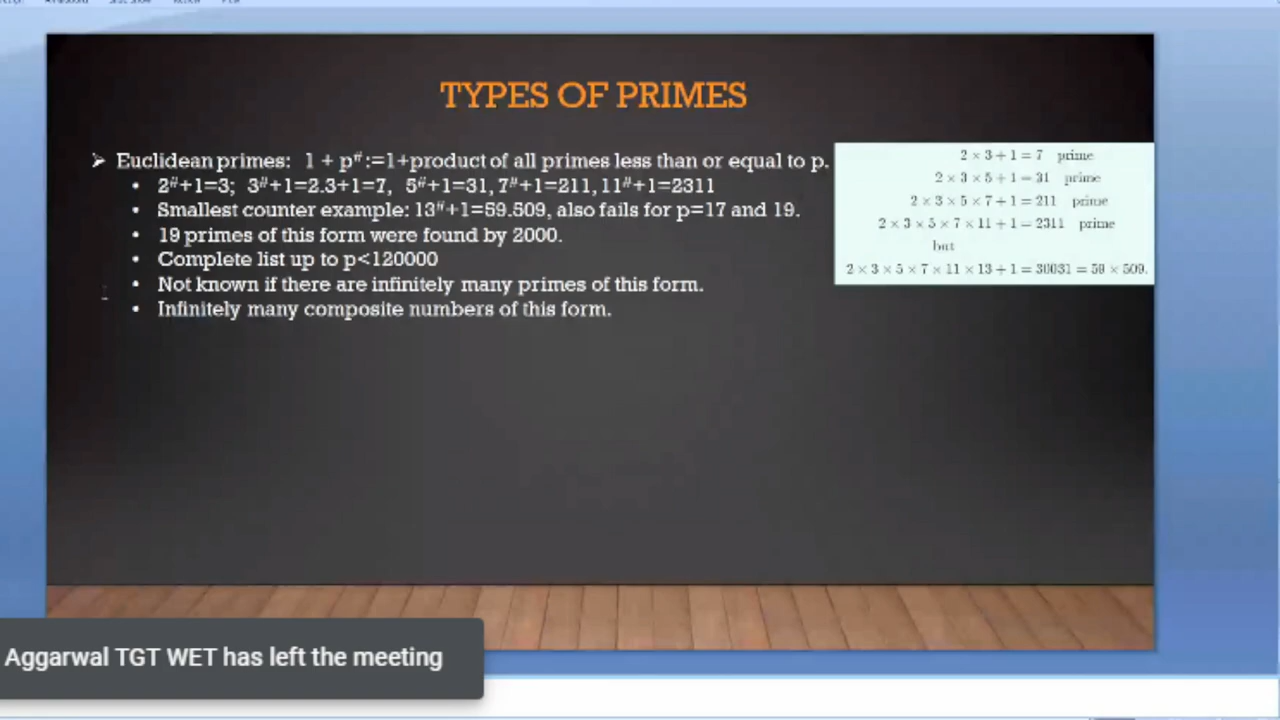 TYPES OF PRIMES
➢ Euclidean primes: 1 + p#:=1+product of all primes less than or equal to p.
• 2#+1=3; 3#+1=2.3+1=7, 5#+1=31, 7#+1=211, 11#+1=2311
• Smallest counter example: 13#+1=59.509, also fails for p=17 and 19.
• 19 primes of this form were found by 2000.
• Complete list up to p<120000
• Not known if there are infinitely many primes of this form.
• Infinitely many composite numbers of this form.
2 × 3 + 1 = 7 prime
2 × 3 × 5 + 1 = 31 prime
2 × 3 × 5 × 7 + 1 = 211 prime
2 × 3 × 5 × 7 × 11 + 1 = 2311 prime
but
2 × 3 × 5 × 7 × 11 × 13 + 1 = 30031 = 59 × 509.
Aggarwal TGT WET has left the meeting